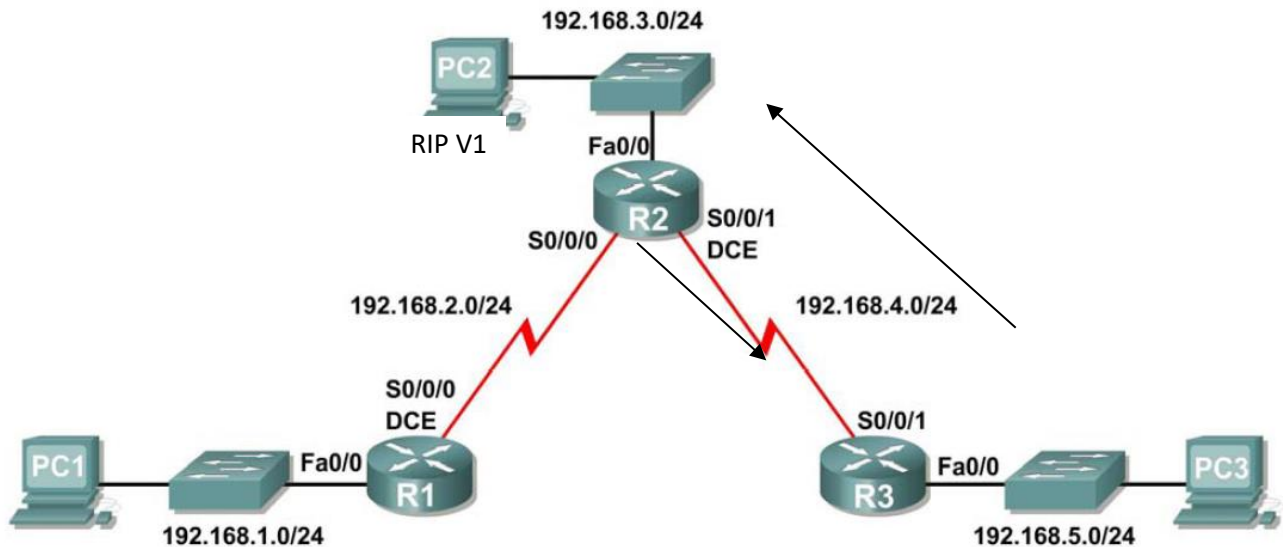 192.168.3.0/24
PC2
RIP V1
Fa0/0
R2
S0/0/1
DCE
S0/0/0
192.168.2.0/24
192.168.4.0/24
S0/0/0
DCE
S0/0/1
PC1
Fa0/0
R1
R3
Fa0/0
PC3
192.168.1.0/24
192.168.5.0/24